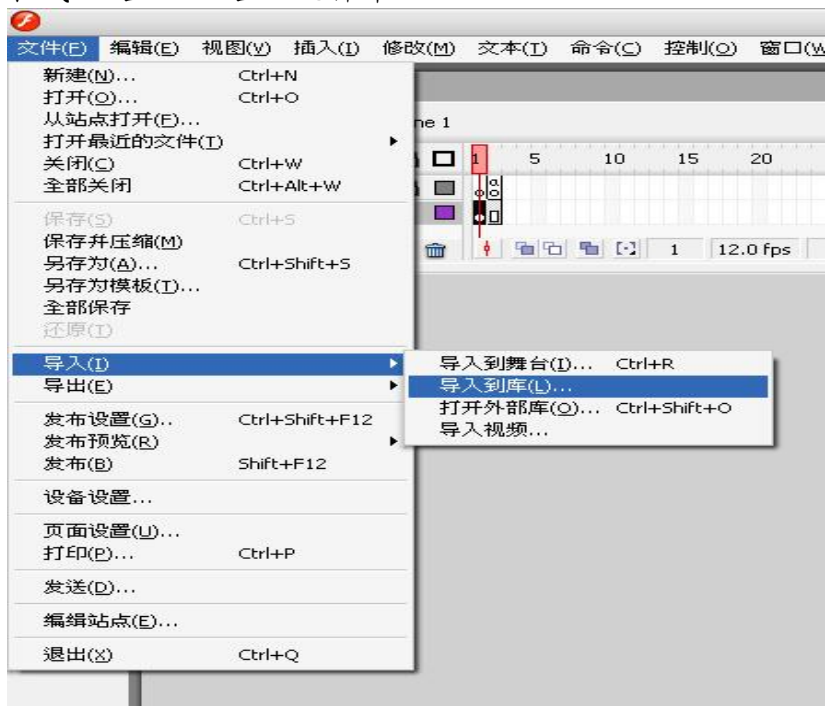 文件(F) 编辑(E) 视图(V) 插入(I) 修改(M) 文本(T) 命令(C) 控制(O) 窗口(W
新建(N)... Ctrl+N
打开(O)... Ctrl+O
从站点打开(F)...
打开最近的文件(T)
关闭(C) Ctrl+W
全部关闭 Ctrl+Alt+W
保存(S) Ctrl+S
保存并压缩(M)
另存为(A)... Ctrl+Shift+S
另存为模板(T)...
全部保存
还原(T)
导入(I)
导出(E)
发布设置(G).. Ctrl+Shift+F12
发布预览(R)
发布(B) Shift+F12
设备设置...
页面设置(U)...
打印(P)... Ctrl+P
发送(D)...
编缉站点(E)...
退出(X) Ctrl+Q
ne 1
1 5 10 15 20
1 12.0 fps
导入到舞台(I)... Ctrl+R
导入到库(L)...
打开外部库(O)... Ctrl+Shift+O
导入视频...